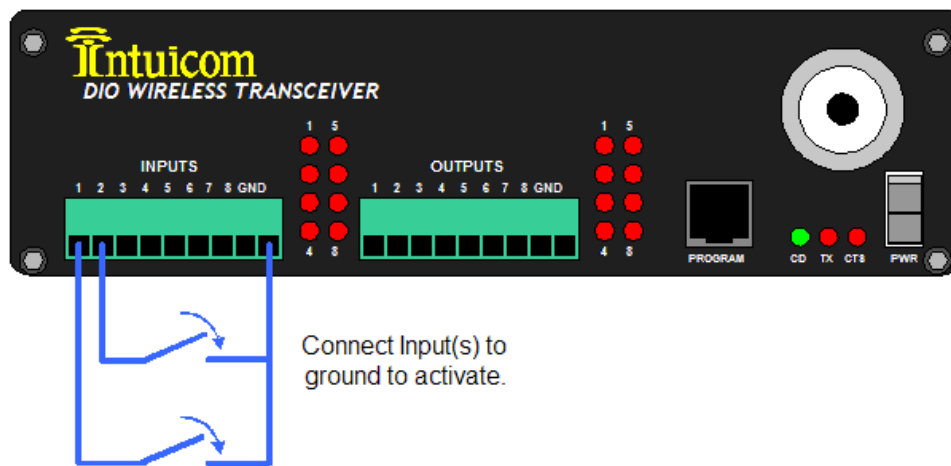 Intuicom
DIO WIRELESS TRANSCEIVER
INPUTS
1 2 3 4 5 6 7 8 GND
1 5
4 8
OUTPUTS
1 2 3 4 5 6 7 8 GND
1 5
4 8
PROGRAM
CD TX CTS
PWR
Connect Input(s) to
ground to activate.